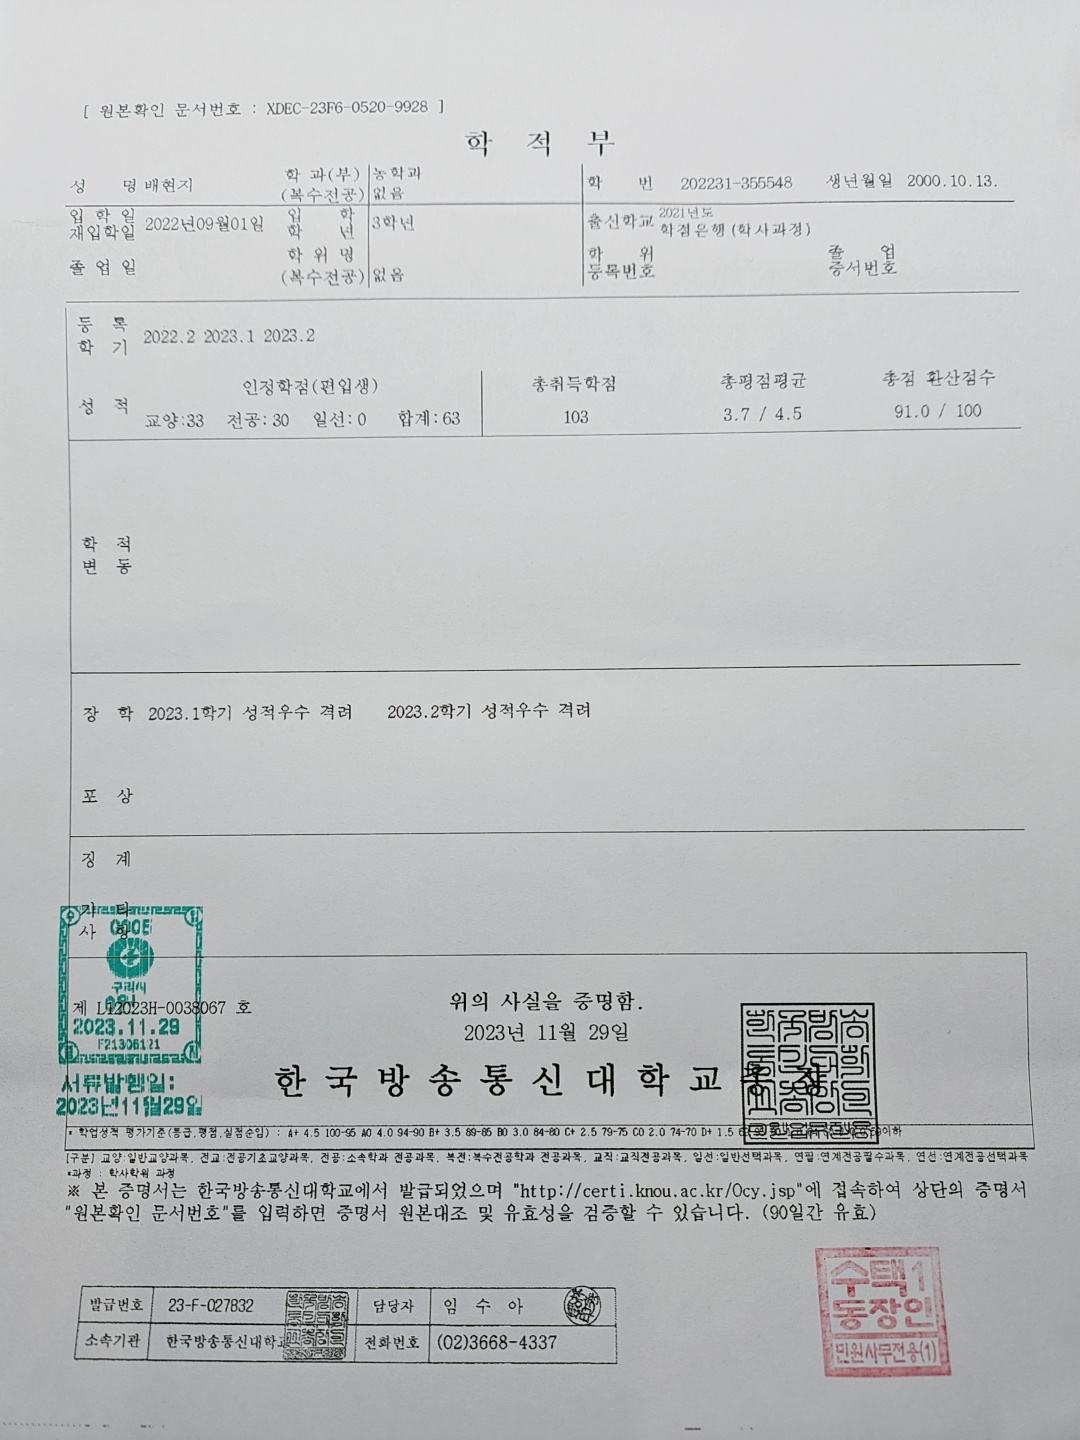 [ 원본확인 문서번호 : XDEC-23F6-0520-9928 ]
학 적 부
성 명 배현지 학 과(부) 농학과 학 번 202231-355548 생년월일 2000.10.13.
(복수전공) 없음
입 학 일 2022년09월01일 입 학 3학년 출신학교 2021년도
재입학일 학 년 학점은행(학사과정)
졸 업 일 학 위 명 학 위 졸 업
(복수전공) 없음 등록번호 증서번호
등 록 2022.2 2023.1 2023.2
학 기
인정학점(편입생) 총취득학점 총평점평균 총점 환산점수
성 적 교양:33 전공:30 일선:0 합계:63 103 3.7 / 4.5 91.0 / 100
학 적
변 동
장 학 2023.1학기 성적우수 격려 2023.2학기 성적우수 격려
포 상
징 계
기 타
사 항
구리시
제 L12023H-0038067 호 위의 사실을 증명함.
2023.11.29 2023년 11월 29일
F21306121
한 국 방 송 통 신 대 학 교 총 장
서류발행일:
2023년11월29일
* 학업성적 평가기준(등급,평점,실점순임) : A+ 4.5 100-95 A0 4.0 94-90 B+ 3.5 89-85 B0 3.0 84-80 C+ 2.5 79-75 C0 2.0 74-70 D+ 1.5
[구분] 교양:일반교양과목, 전교:전공기초교양과목, 전공:소속학과 전공과목, 복전:복수전공학과 전공과목, 교직:교직전공과목, 일선:일반선택과목, 연필:연계전공필수과목, 연선:연계전공선택과목
*과정 : 학사학위 과정
※ 본 증명서는 한국방송통신대학교에서 발급되었으며 "http://certi.knou.ac.kr/Ocy.jsp"에 접속하여 상단의 증명서
"원본확인 문서번호"를 입력하면 증명서 원본대조 및 유효성을 검증할 수 있습니다. (90일간 유효)
수택1
동장인
민원사무전용(1)
발급번호 23-F-027832 담당자 임 수 아
소속기관 한국방송통신대학교 전화번호 (02)3668-4337